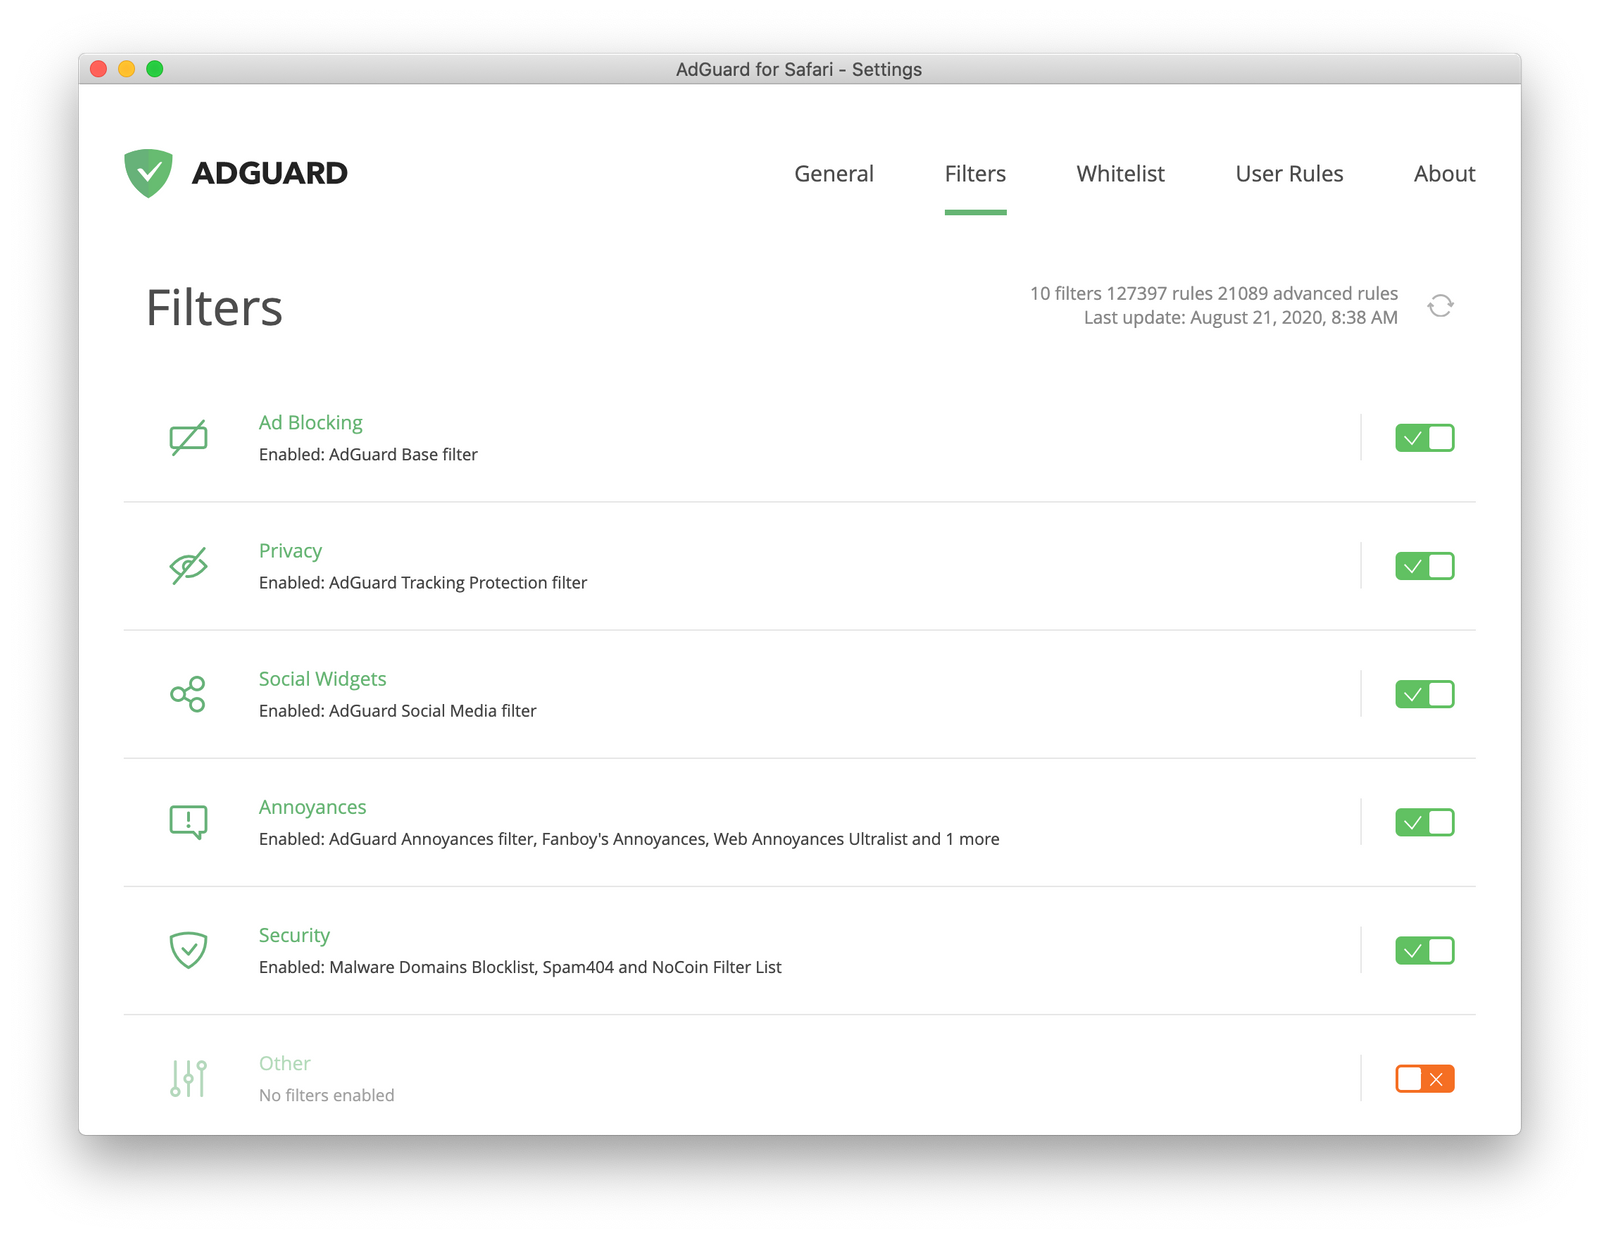 AdGuard for Safari - Settings
ADGUARD
General Filters Whitelist User Rules About
Filters
10 filters 127397 rules 21089 advanced rules
Last update: August 21, 2020, 8:38 AM
Ad Blocking
Enabled: AdGuard Base filter
Privacy
Enabled: AdGuard Tracking Protection filter
Social Widgets
Enabled: AdGuard Social Media filter
Annoyances
Enabled: AdGuard Annoyances filter, Fanboy's Annoyances, Web Annoyances Ultralist and 1 more
Security
Enabled: Malware Domains Blocklist, Spam404 and NoCoin Filter List
Other
No filters enabled